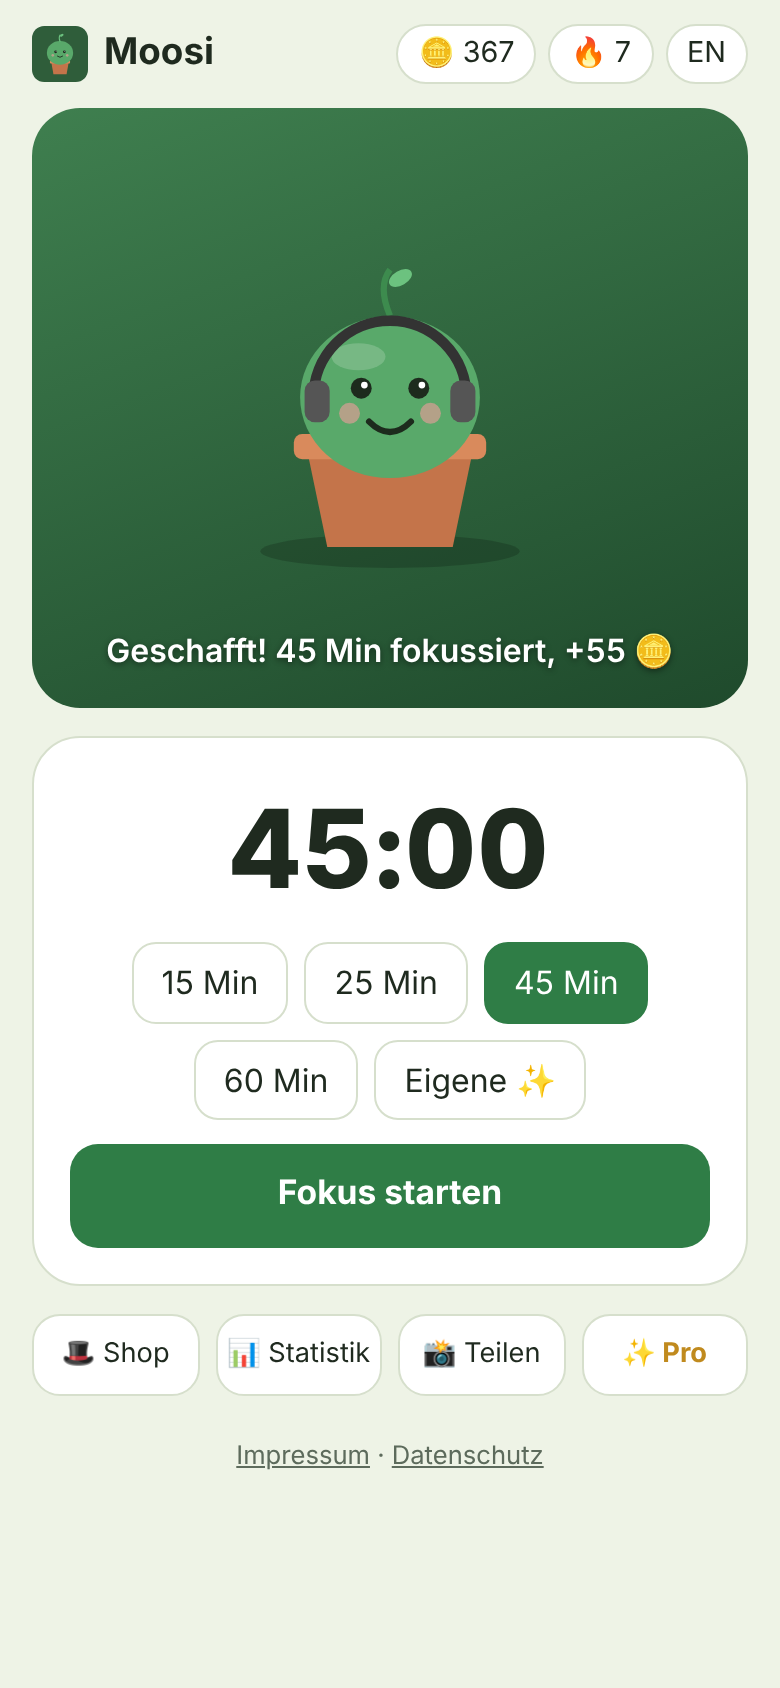 Moosi
🪙 367
🔥 7
EN
Geschafft! 45 Min fokussiert, +55 🪙
45:00
15 Min
25 Min
45 Min
60 Min
Eigene ✨
Fokus starten
🎩 Shop
📊 Statistik
📸 Teilen
✨ Pro
Impressum · Datenschutz